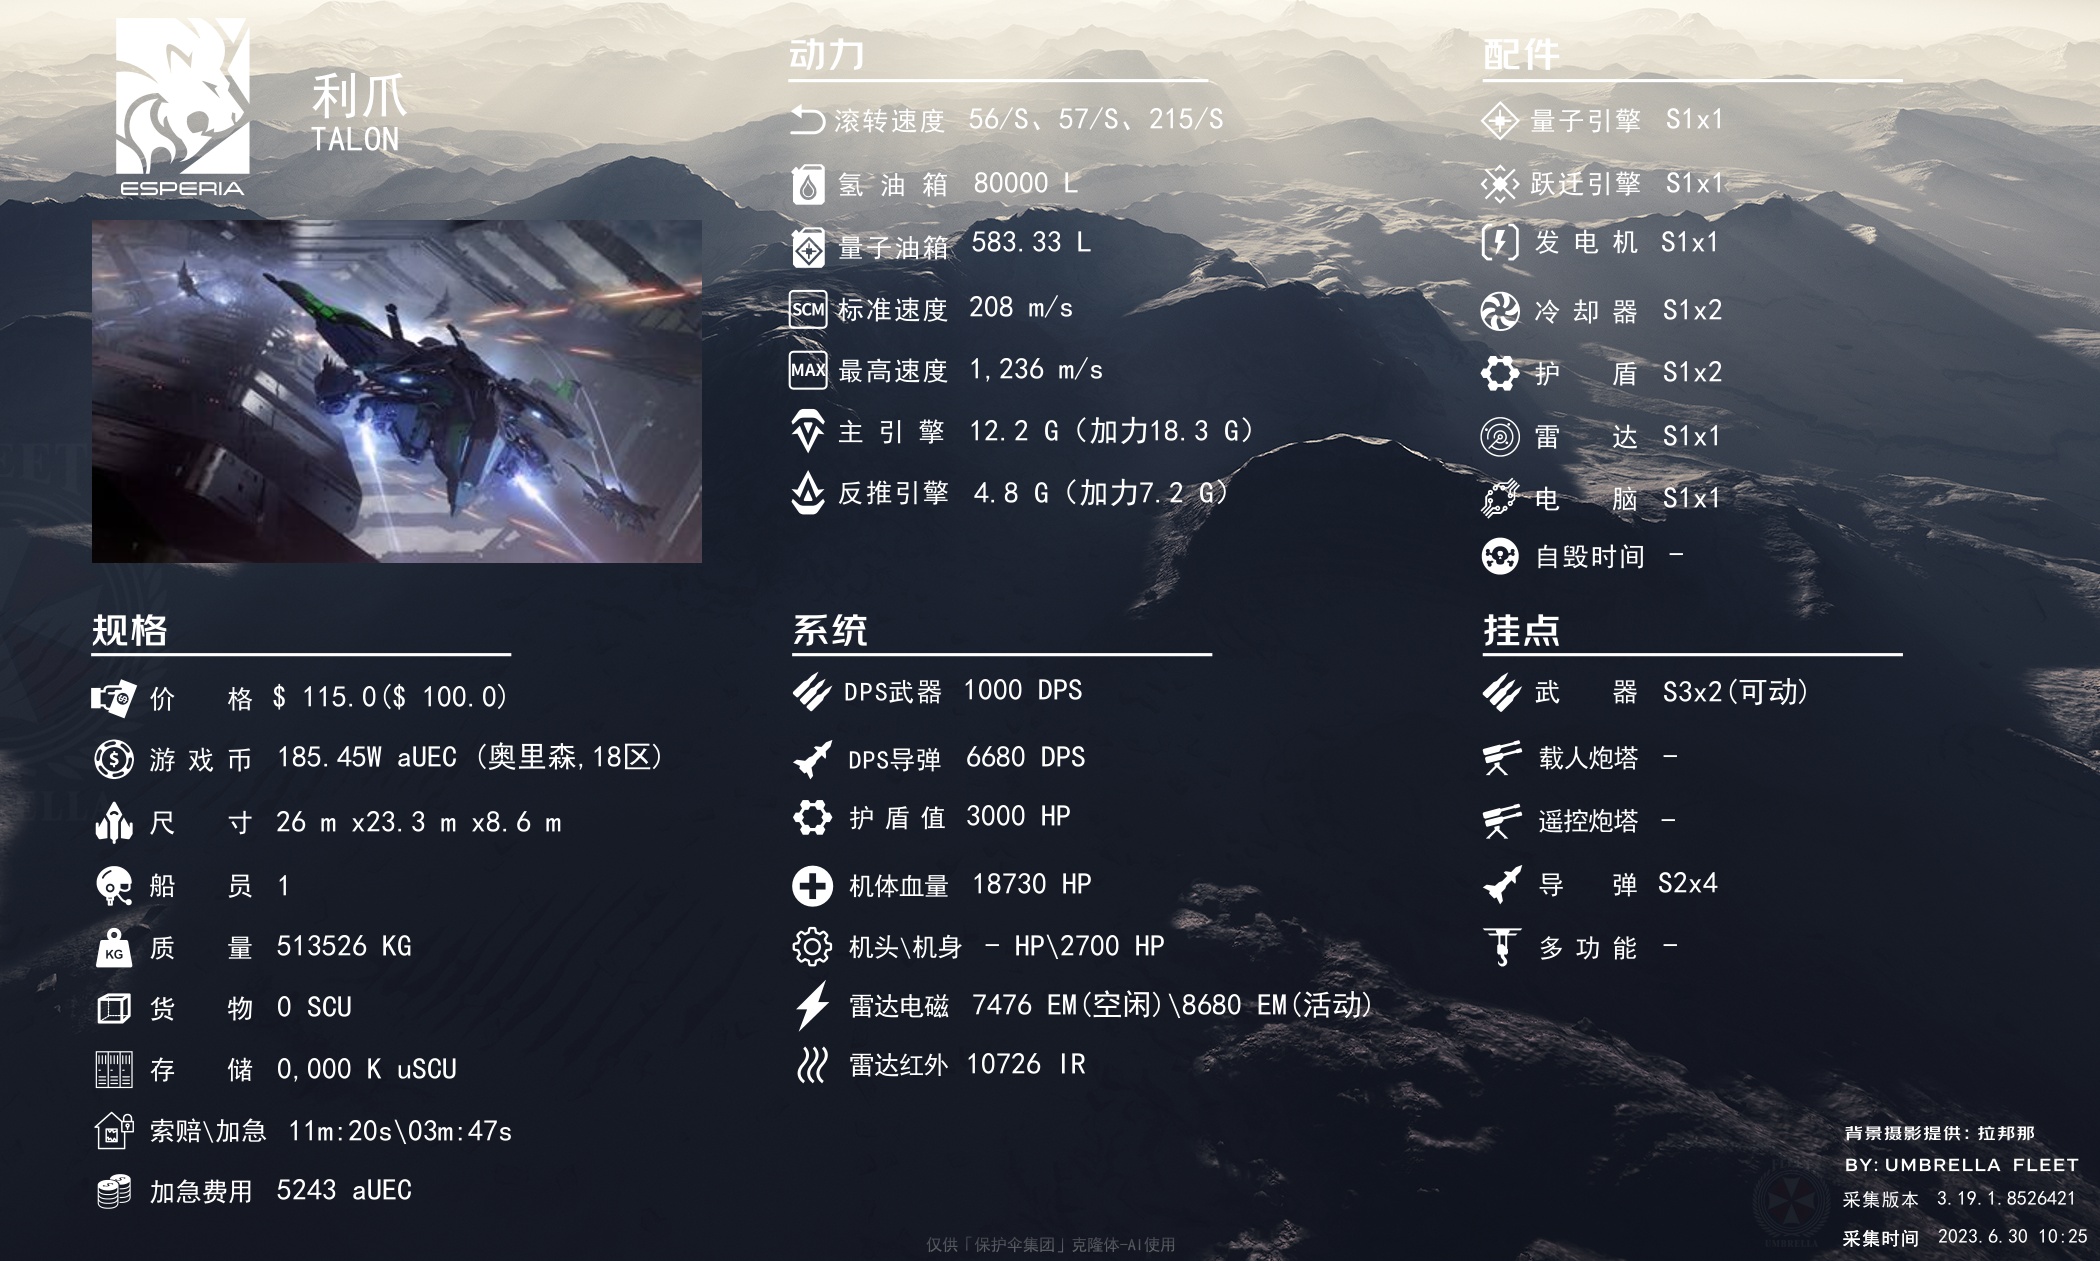 ESPERIA
利爪
TALON
动力
滚转速度 56/S、57/S、215/S
氢油箱 80000 L
量子油箱 583.33 L
SCM 标准速度 208 m/s
MAX 最高速度 1,236 m/s
主引擎 12.2 G（加力18.3 G）
反推引擎 4.8 G（加力7.2 G）
配件
量子引擎 S1x1
跃迁引擎 S1x1
发电机 S1x1
冷却器 S1x2
护盾 S1x2
雷达 S1x1
电脑 S1x1
自毁时间 -
规格
价格 $ 115.0($ 100.0)
游戏币 185.45W aUEC (奥里森,18区)
尺寸 26 m x23.3 m x8.6 m
船员 1
KG 质量 513526 KG
货物 0 SCU
存储 0,000 K uSCU
索赔\加急 11m:20s\03m:47s
加急费用 5243 aUEC
系统
DPS武器 1000 DPS
DPS导弹 6680 DPS
护盾值 3000 HP
机体血量 18730 HP
机头\机身 - HP\2700 HP
雷达电磁 7476 EM(空闲)\8680 EM(活动)
雷达红外 10726 IR
挂点
武器 S3x2(可动)
载人炮塔 -
遥控炮塔 -
导弹 S2x4
多功能 -
背景摄影提供：拉邦那
BY: UMBRELLA FLEET
采集版本 3.19.1.8526421
采集时间 2023.6.30 10:25
仅供「保护伞集团」克隆体-AI使用